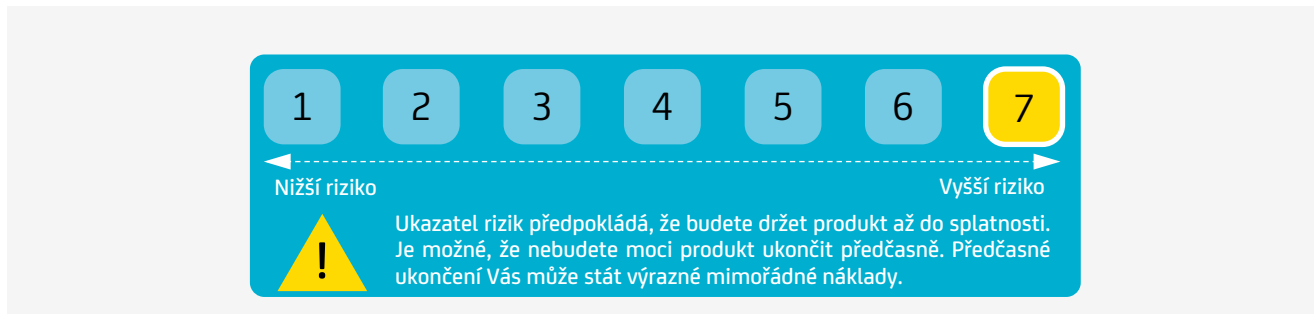 1 2 3 4 5 6 7
Nižší riziko Vyšší riziko
Ukazatel rizik předpokládá, že budete držet produkt až do splatnosti.
Je možné, že nebudete moci produkt ukončit předčasně. Předčasné
ukončení Vás může stát výrazné mimořádné náklady.
!